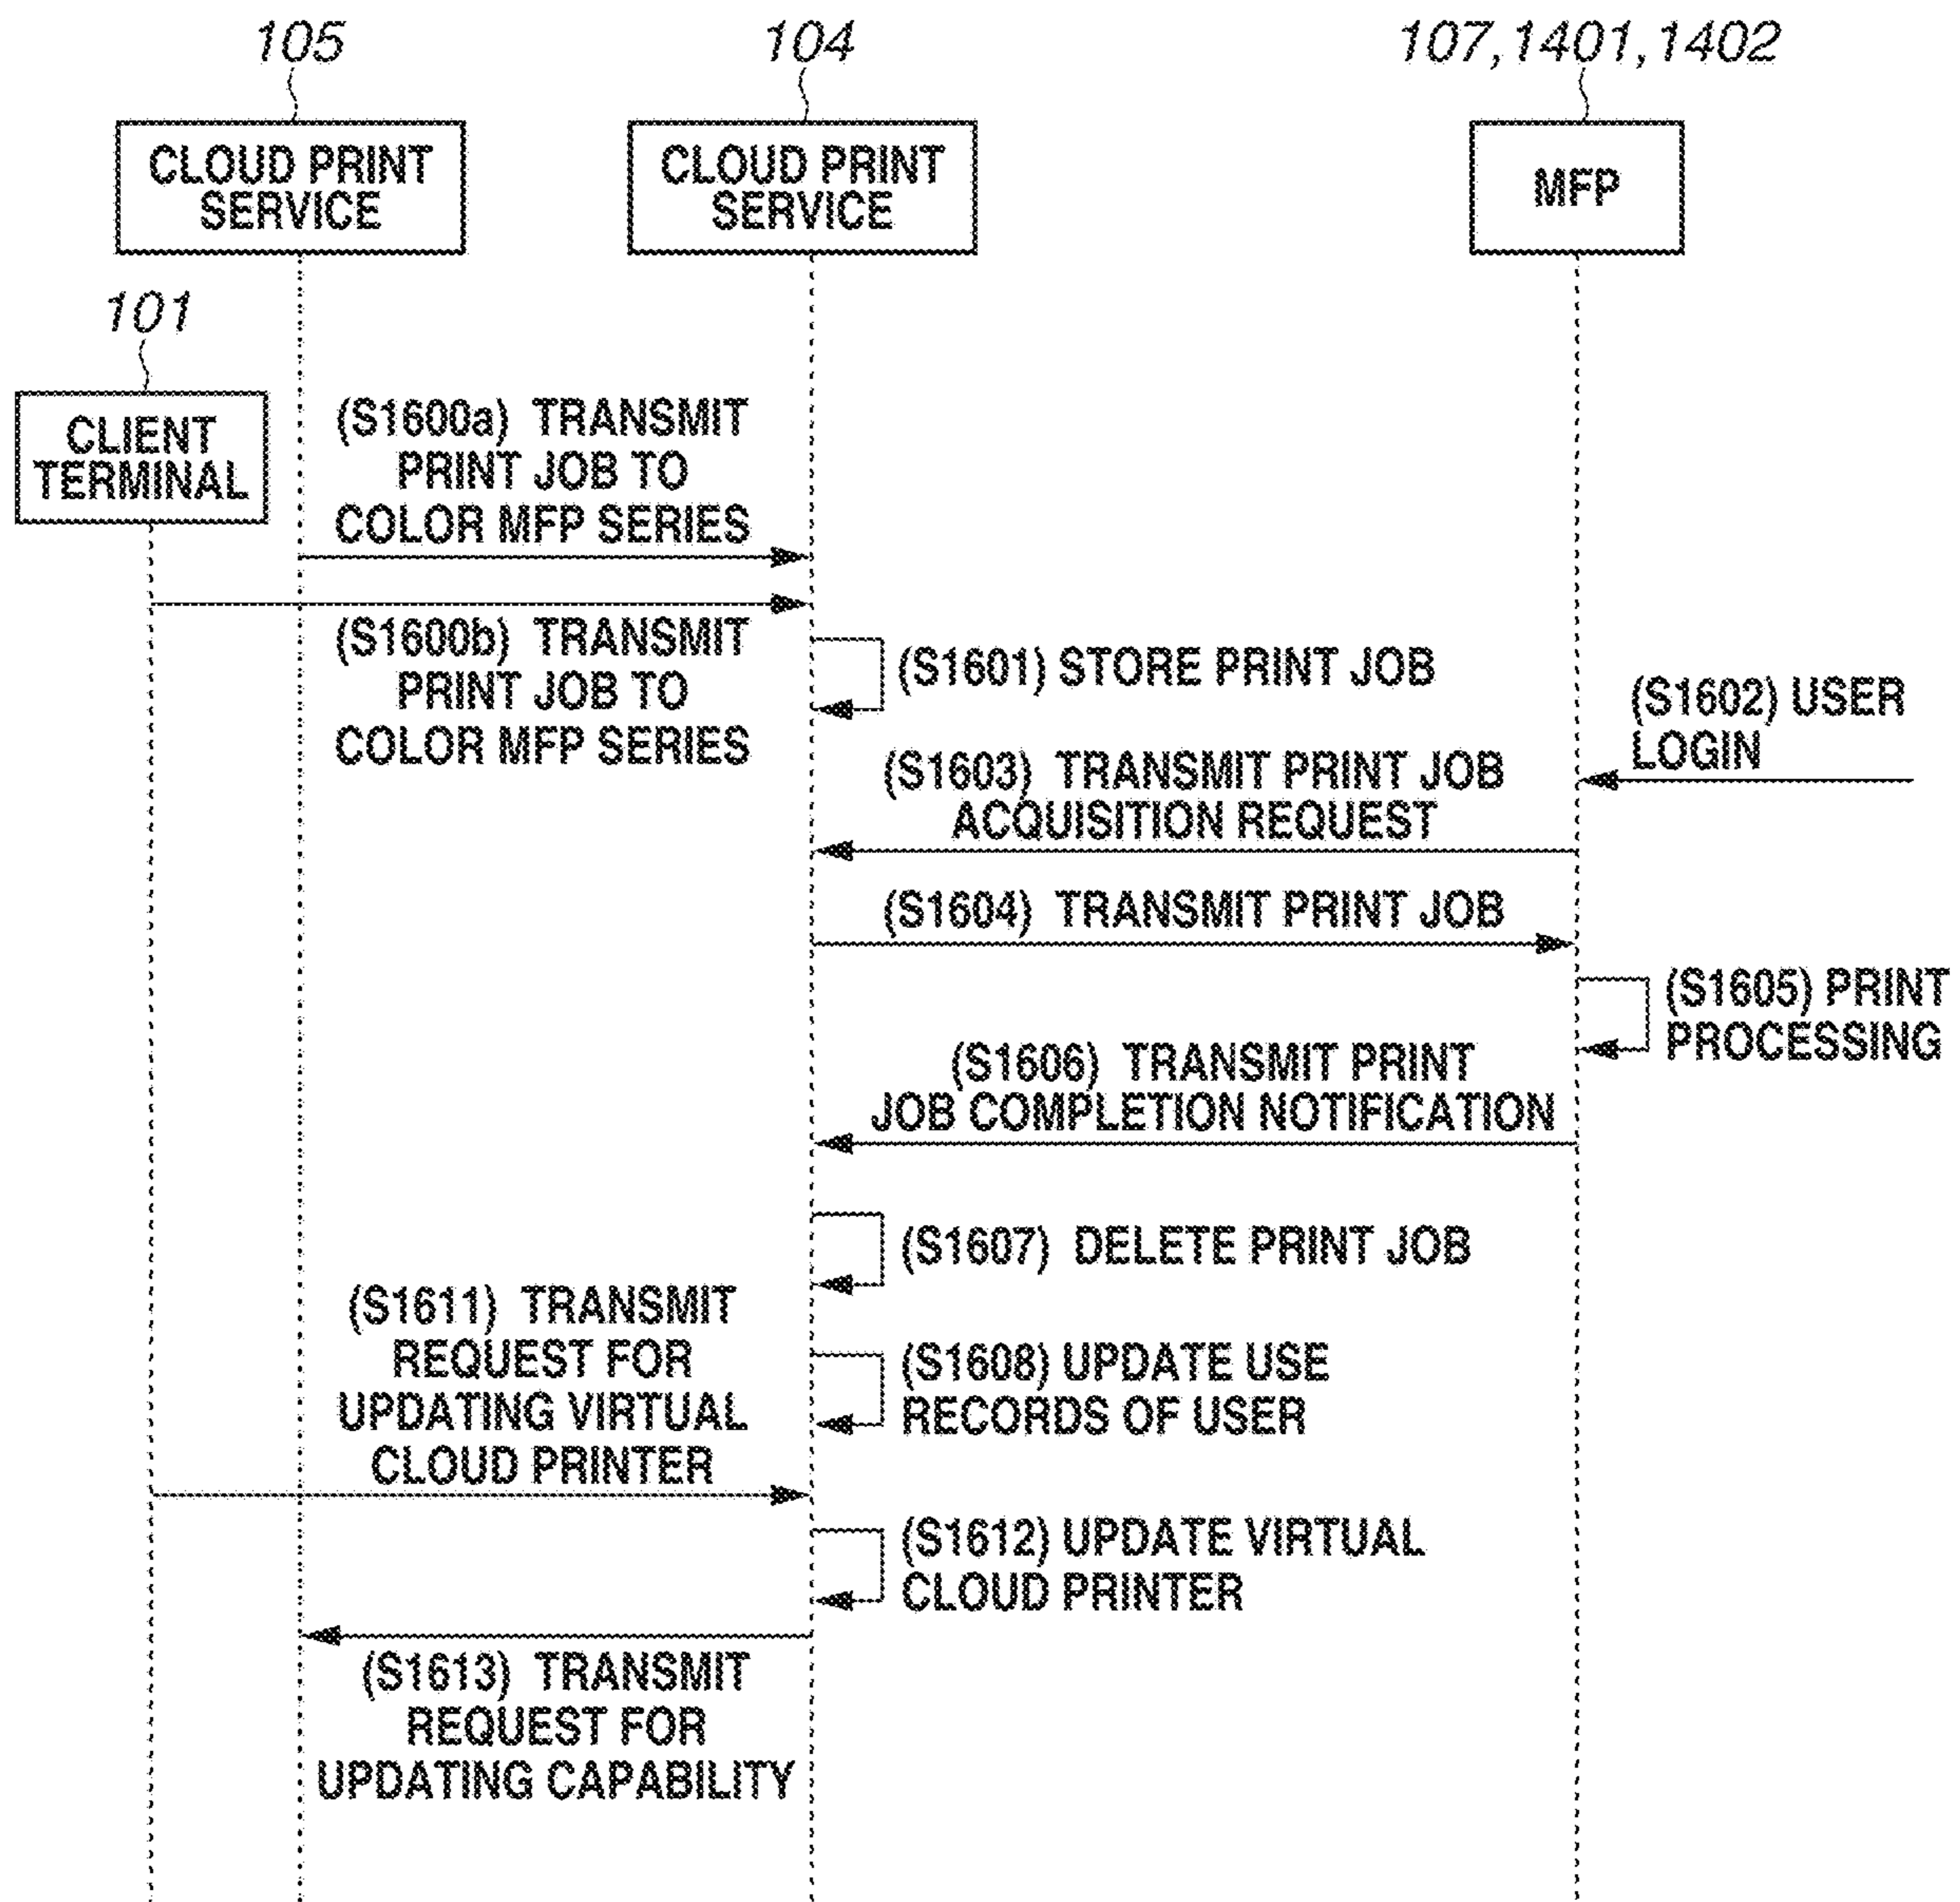 105
104
107,1401,1402
CLOUD PRINT
SERVICE
CLOUD PRINT
SERVICE
MFP
101
CLIENT
TERMINAL
(S1600a) TRANSMIT
PRINT JOB TO
COLOR MFP SERIES
(S1600b) TRANSMIT
PRINT JOB TO
COLOR MFP SERIES
(S1601) STORE PRINT JOB
(S1602) USER
LOGIN
(S1603) TRANSMIT PRINT JOB
ACQUISITION REQUEST
(S1604) TRANSMIT PRINT JOB
(S1605) PRINT
PROCESSING
(S1606) TRANSMIT PRINT
JOB COMPLETION NOTIFICATION
(S1607) DELETE PRINT JOB
(S1611) TRANSMIT
REQUEST FOR
UPDATING VIRTUAL
CLOUD PRINTER
(S1608) UPDATE USE
RECORDS OF USER
(S1612) UPDATE VIRTUAL
CLOUD PRINTER
(S1613) TRANSMIT
REQUEST FOR
UPDATING CAPABILITY